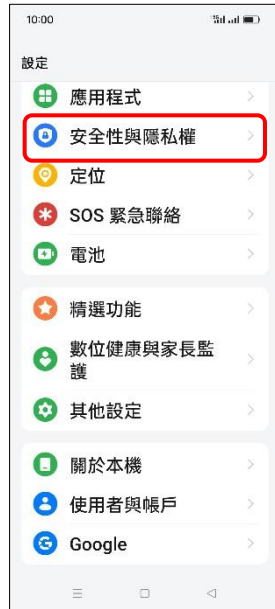 10:00
設定
應用程式
安全性與隱私權
定位
SOS 緊急聯絡
電池
精選功能
數位健康與家長監
護
其他設定
關於本機
使用者與帳戶
Google